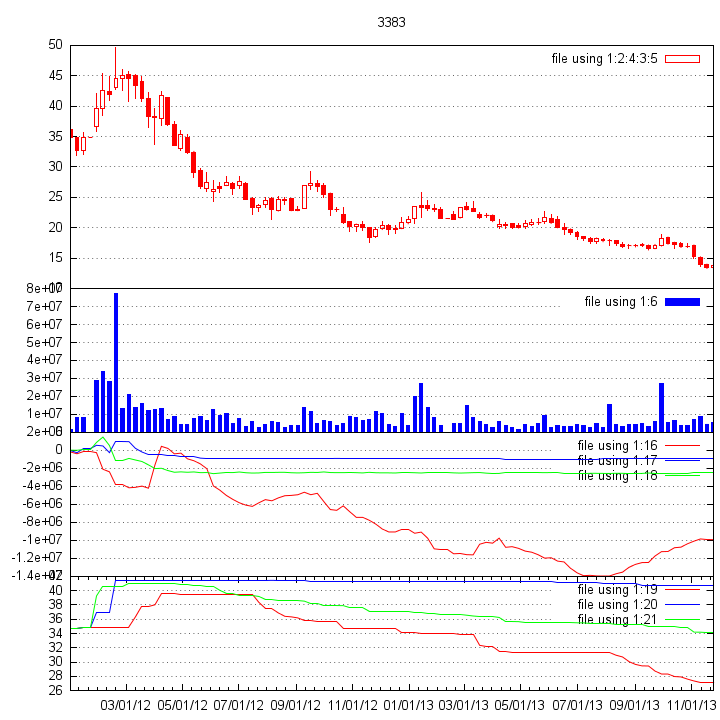 3383
50
file using 1:2:4:3:5
45
40
35
30
25
20
15
8e+07
file using 1:6
7e+07
6e+07
5e+07
4e+07
3e+07
2e+07
1e+07
2e+06
0
file using 1:16
file using 1:17
file using 1:18
-2e+06
-4e+06
-6e+06
-8e+06
-1e+07
-1.2e+07
-1.4e+07
42
40
file using 1:19
38
file using 1:20
36
file using 1:21
34
32
30
28
26
03/01/12 05/01/12 07/01/12 09/01/12 11/01/12 01/01/13 03/01/13 05/01/13 07/01/13 09/01/13 11/01/13